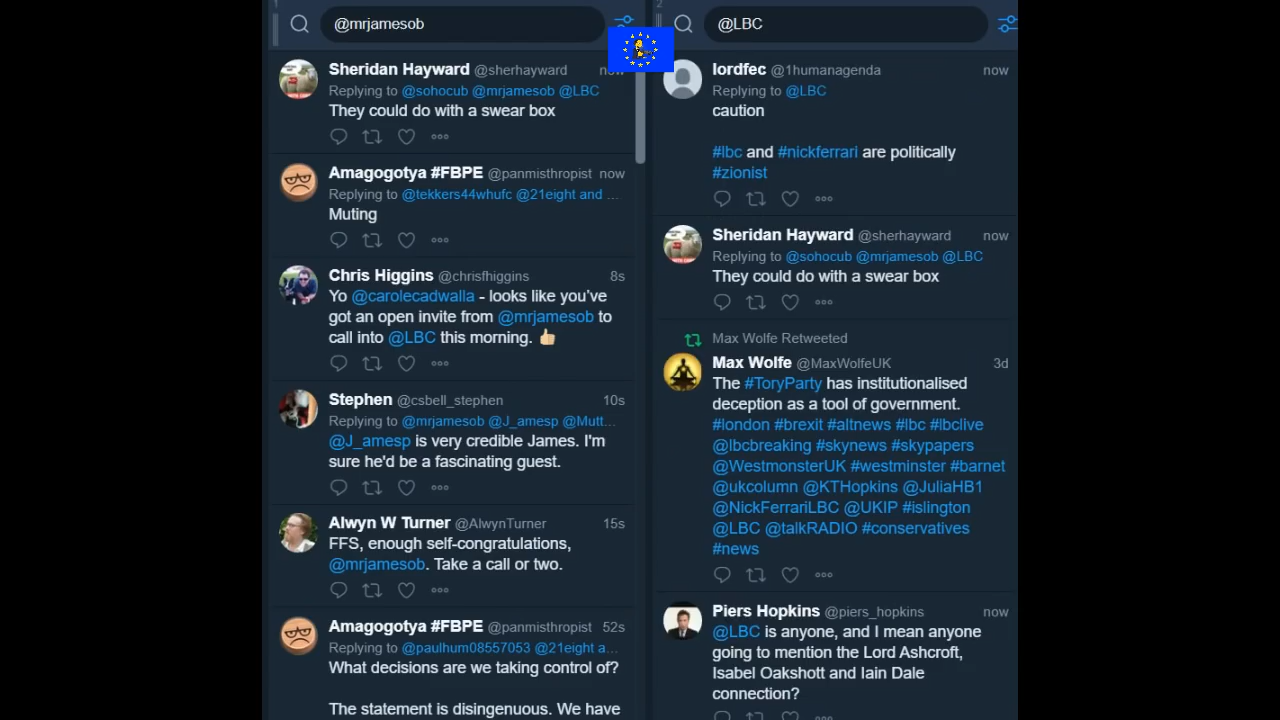 1
@mrjamesob
Sheridan Hayward @sherhayward now
Replying to @sohocub @mrjamesob @LBC
They could do with a swear box
Amagogotya #FBPE @panmisthropist now
Replying to @tekkers44whufc @21eight and ...
Muting
Chris Higgins @chrisfhiggins 8s
Yo @carolecadwalla - looks like you've
got an open invite from @mrjamesob to
call into @LBC this morning. 👍🏼
Stephen @csbell_stephen 10s
Replying to @mrjamesob @J_amesp @Mutt...
@J_amesp is very credible James. I'm
sure he'd be a fascinating guest.
Alwyn W Turner @AlwynTurner 15s
FFS, enough self-congratulations,
@mrjamesob. Take a call or two.
Amagogotya #FBPE @panmisthropist 52s
Replying to @paulhum08557053 @21eight a...
What decisions are we taking control of?
The statement is disingenuous. We have
2
@LBC
lordfec @1humanagenda now
Replying to @LBC
caution
#lbc and #nickferrari are politically
#zionist
Sheridan Hayward @sherhayward now
Replying to @sohocub @mrjamesob @LBC
They could do with a swear box
Max Wolfe Retweeted
Max Wolfe @MaxWolfeUK 3d
The #ToryParty has institutionalised
deception as a tool of government.
#london #brexit #altnews #lbc #lbclive
@lbcbreaking #skynews #skypapers
@WestmonsterUK #westminster #barnet
@ukcolumn @KTHopkins @JuliaHB1
@NickFerrariLBC @UKIP #islington
@LBC @talkRADIO #conservatives
#news
Piers Hopkins @piers_hopkins now
@LBC is anyone, and I mean anyone
going to mention the Lord Ashcroft,
Isabel Oakshott and Iain Dale
connection?